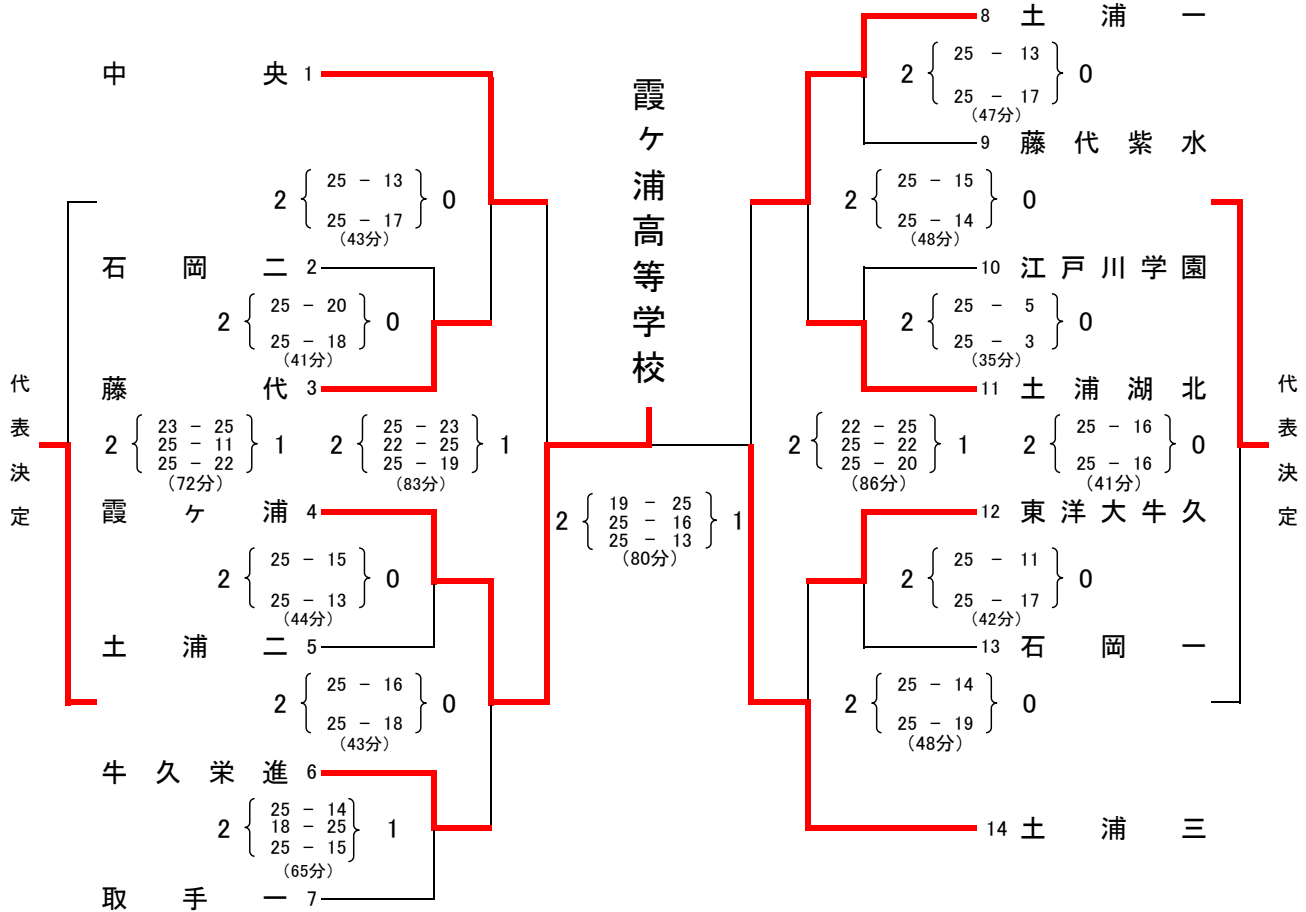 霞ヶ浦高等学校
中央 1
2 25 － 13 0
25 － 17
(43分)
石岡二 2
2 25 － 20 0
25 － 18
(41分)
藤代 3
代表決定
2 23 － 25 1
25 － 11
25 － 22
(72分)
2 25 － 23 1
22 － 25
25 － 19
(83分)
霞ヶ浦 4
2 25 － 15 0
25 － 13
(44分)
土浦二 5
2 25 － 16 0
25 － 18
(43分)
牛久栄進 6
2 25 － 14 1
18 － 25
25 － 15
(65分)
取手一 7
2 19 － 25 1
25 － 16
25 － 13
(80分)
8 土浦一
2 25 － 13 0
25 － 17
(47分)
9 藤代紫水
2 25 － 15 0
25 － 14
(48分)
10 江戸川学園
2 25 － 5 0
25 － 3
(35分)
11 土浦湖北
2 22 － 25 1
25 － 22
25 － 20
(86分)
2 25 － 16 0
25 － 16
(41分)
代表決定
12 東洋大牛久
2 25 － 11 0
25 － 17
(42分)
13 石岡一
2 25 － 14 0
25 － 19
(48分)
14 土浦三